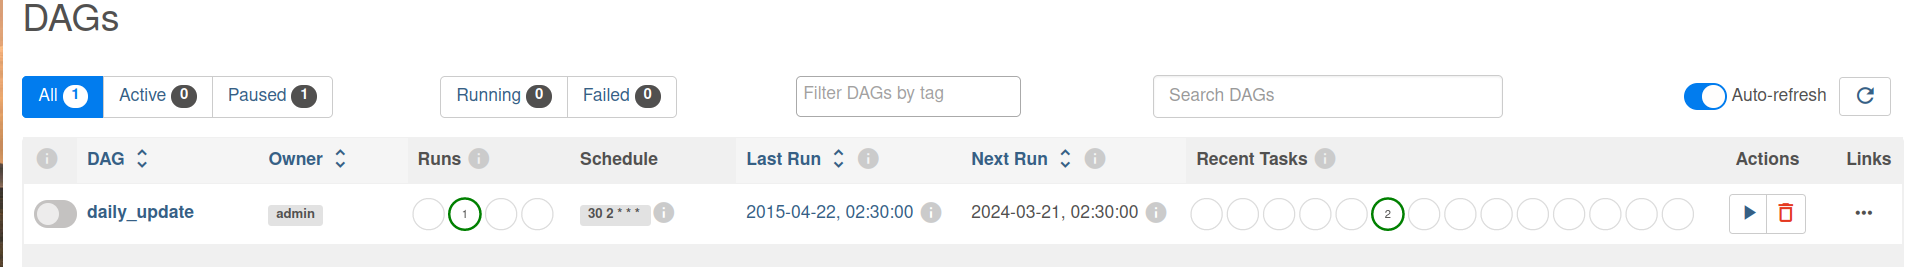 DAGs
All 1 Active 0 Paused 1 Running 0 Failed 0 Filter DAGs by tag Search DAGs Auto-refresh
i DAG Owner Runs i Schedule Last Run i Next Run i Recent Tasks i Actions Links
daily_update admin 1 30 2 * * * i 2015-04-22, 02:30:00 i 2024-03-21, 02:30:00 i 2